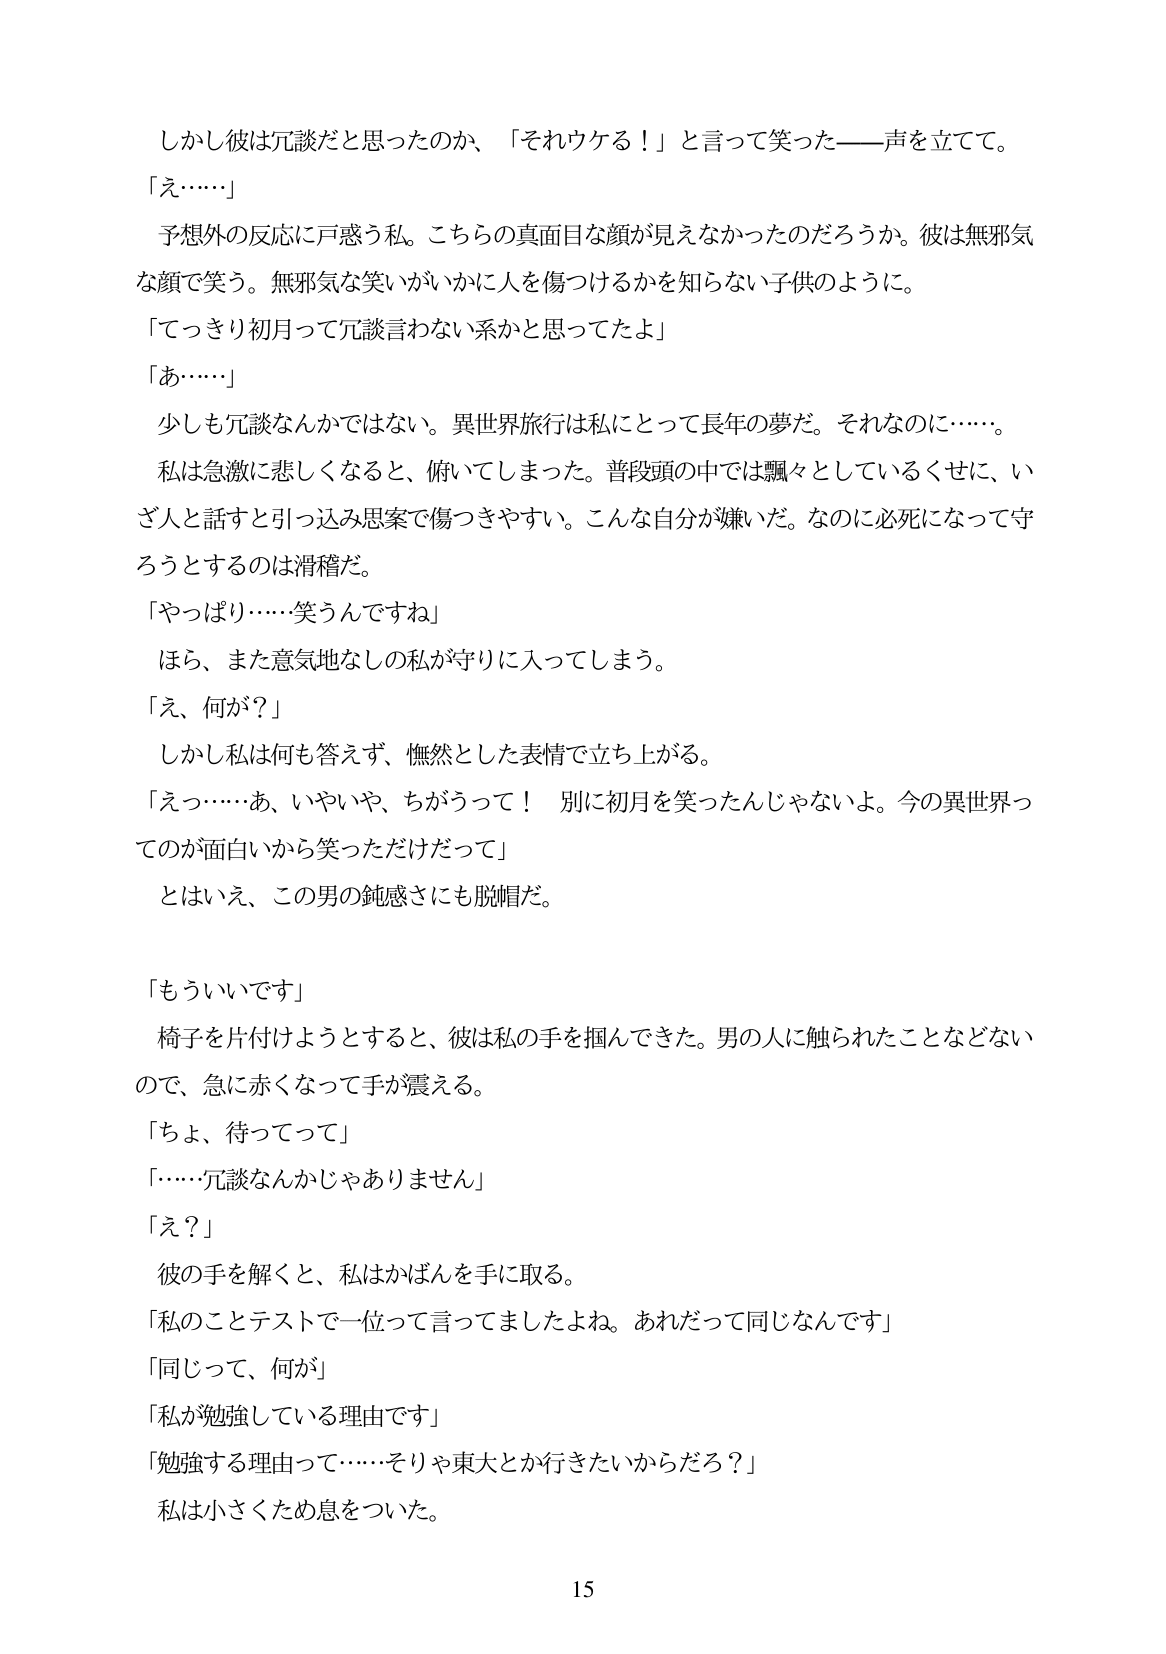 しかし彼は冗談だと思ったのか、「それウケる！」と言って笑った――声を立てて。
「え……」
予想外の反応に戸惑う私。こちらの真面目な顔が見えなかったのだろうか。彼は無邪気
な顔で笑う。無邪気な笑いがいかに人を傷つけるかを知らない子供のように。
「てっきり初月って冗談言わない系かと思ってたよ」
「あ……」
少しも冗談なんかではない。異世界旅行は私にとって長年の夢だ。それなのに……。
私は急激に悲しくなると、俯いてしまった。普段頭の中では飄々としているくせに、い
ざ人と話すと引っ込み思案で傷つきやすい。こんな自分が嫌いだ。なのに必死になって守
ろうとするのは滑稽だ。
「やっぱり……笑うんですね」
ほら、また意気地なしの私が守りに入ってしまう。
「え、何が？」
しかし私は何も答えず、憮然とした表情で立ち上がる。
「えっ……あ、いやいや、ちがうって！　別に初月を笑ったんじゃないよ。今の異世界っ
てのが面白いから笑っただけだって」
とはいえ、この男の鈍感さにも脱帽だ。
「もういいです」
椅子を片付けようとすると、彼は私の手を掴んできた。男の人に触られたことなどない
ので、急に赤くなって手が震える。
「ちょ、待ってって」
「……冗談なんかじゃありません」
「え？」
彼の手を解くと、私はかばんを手に取る。
「私のことテストで一位って言ってましたよね。あれだって同じなんです」
「同じって、何が」
「私が勉強している理由です」
「勉強する理由って……そりゃ東大とか行きたいからだろ？」
私は小さくため息をついた。
15